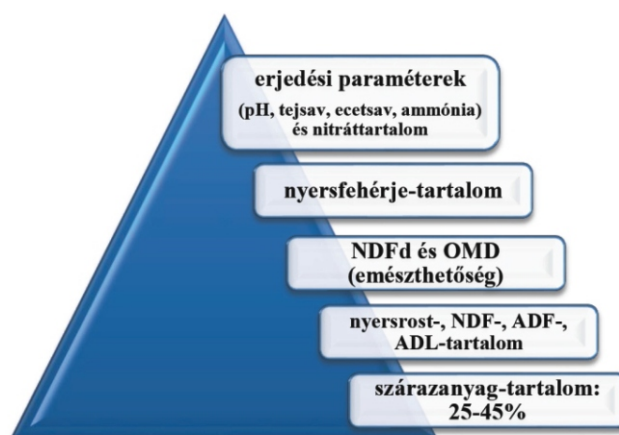 erjedési paraméterek
(pH, tejsav, ecetsav, ammónia)
és nitráttartalom
nyersfehérje-tartalom
NDFd és OMD
(emészthetőség)
nyersrost-, NDF-, ADF-,
ADL-tartalom
szárazanyag-tartalom:
25-45%